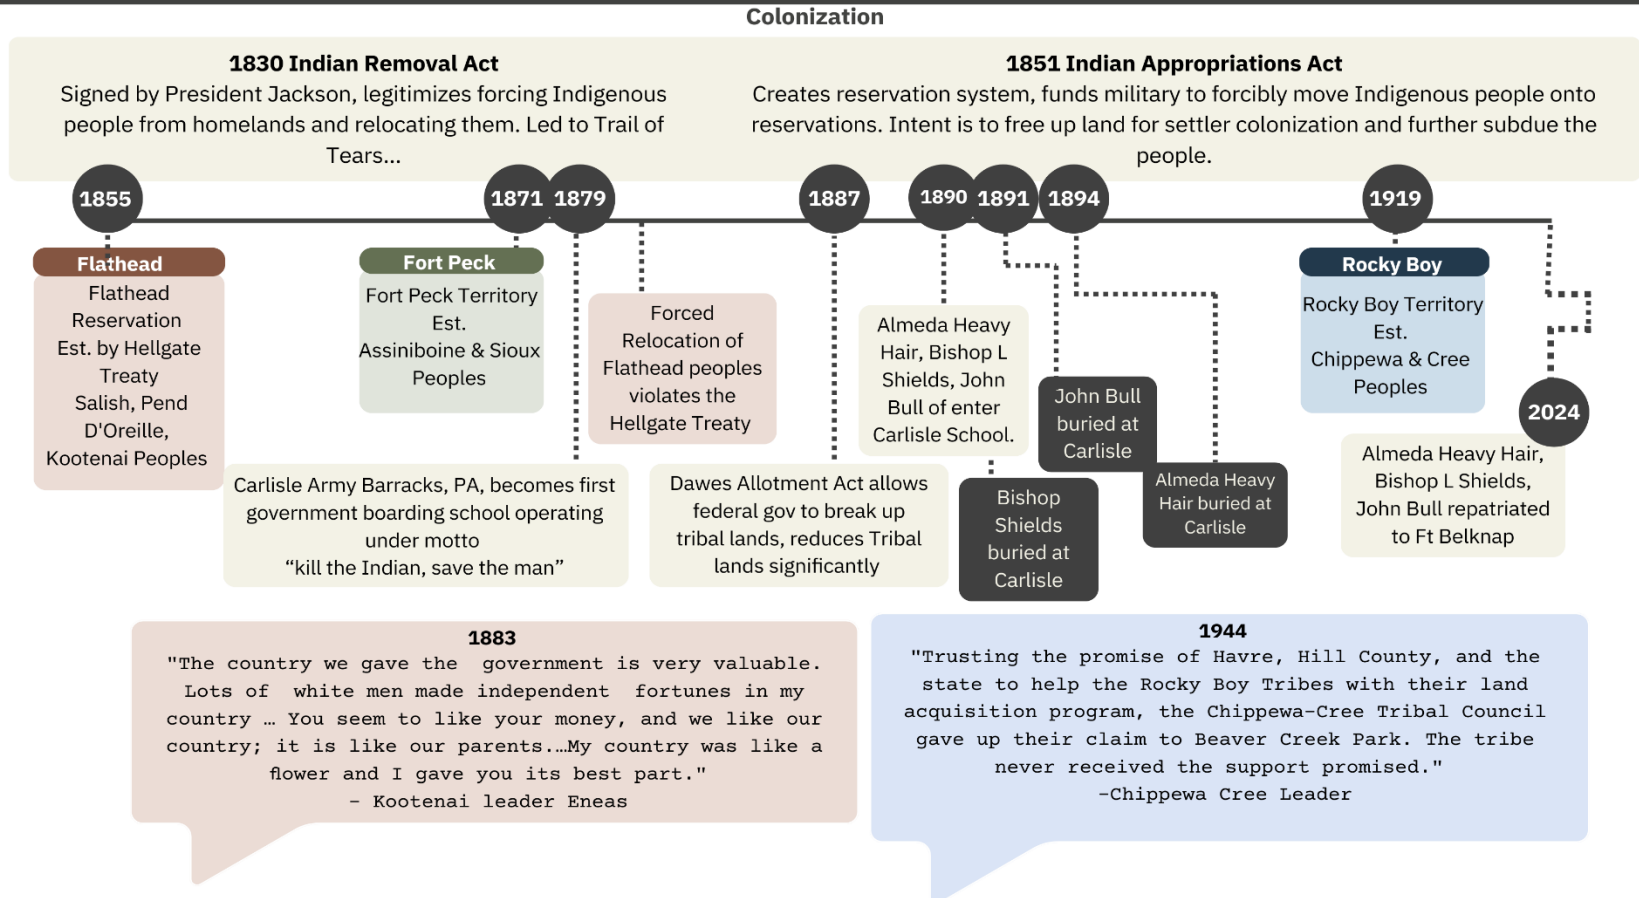 Colonization
1830 Indian Removal Act
Signed by President Jackson, legitimizes forcing Indigenous
people from homelands and relocating them. Led to Trail of
Tears...
1851 Indian Appropriations Act
Creates reservation system, funds military to forcibly move Indigenous people onto
reservations. Intent is to free up land for settler colonization and further subdue the
people.
1855
1871
1879
1887
1890
1891
1894
1919
Flathead
Flathead
Reservation
Est. by Hellgate
Treaty
Salish, Pend
D'Oreille,
Kootenai Peoples
Fort Peck
Fort Peck Territory
Est.
Assiniboine & Sioux
Peoples
Carlisle Army Barracks, PA, becomes first
government boarding school operating
under motto
“kill the Indian, save the man”
Forced
Relocation of
Flathead peoples
violates the
Hellgate Treaty
Dawes Allotment Act allows
federal gov to break up
tribal lands, reduces Tribal
lands significantly
Almeda Heavy
Hair, Bishop L
Shields, John
Bull of enter
Carlisle School.
Bishop
Shields
buried at
Carlisle
John Bull
buried at
Carlisle
Almeda Heavy
Hair buried at
Carlisle
Rocky Boy
Rocky Boy Territory
Est.
Chippewa & Cree
Peoples
2024
Almeda Heavy Hair,
Bishop L Shields,
John Bull repatriated
to Ft Belknap
1883
"The country we gave the government is very valuable.
Lots of white men made independent fortunes in my
country … You seem to like your money, and we like our
country; it is like our parents.…My country was like a
flower and I gave you its best part."
- Kootenai leader Eneas
1944
"Trusting the promise of Havre, Hill County, and the
state to help the Rocky Boy Tribes with their land
acquisition program, the Chippewa-Cree Tribal Council
gave up their claim to Beaver Creek Park. The tribe
never received the support promised."
-Chippewa Cree Leader